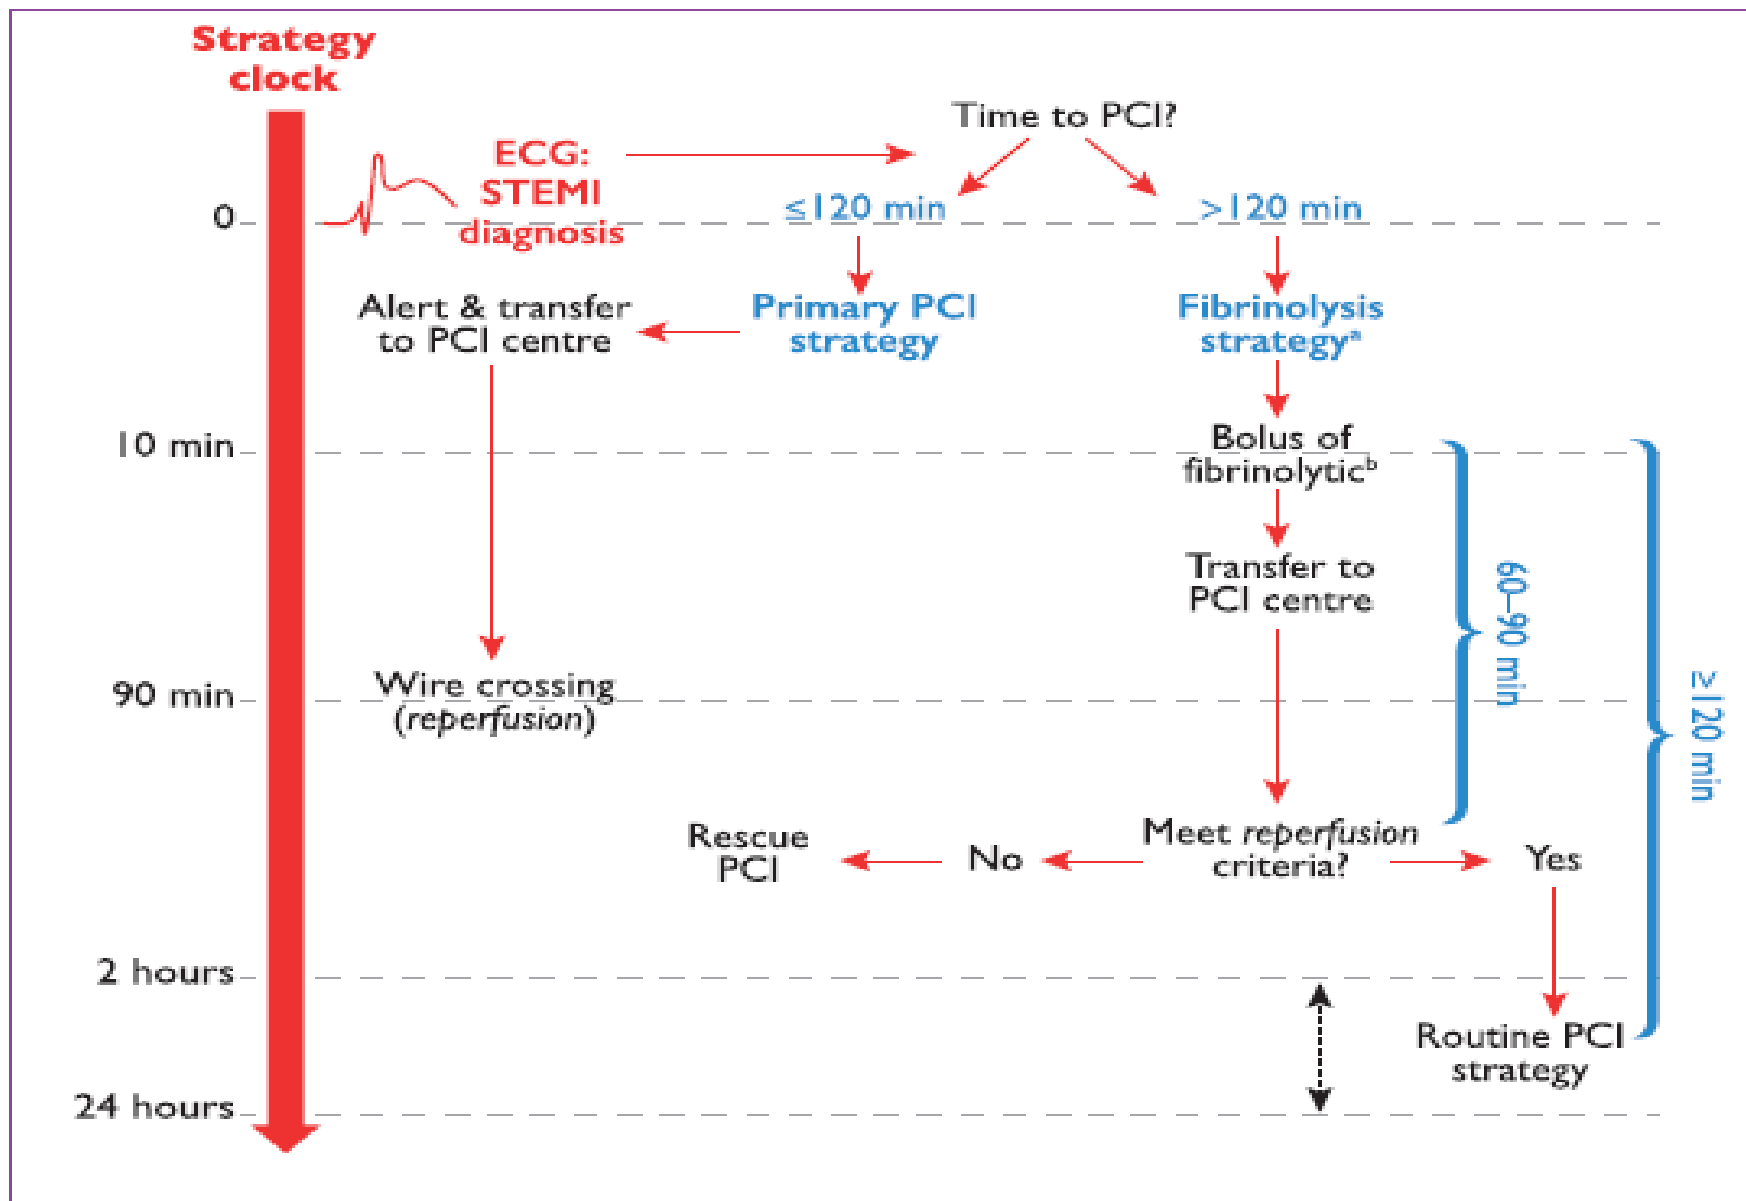 Strategy
clock
Time to PCI?
ECG:
STEMI
diagnosis
0
≤120 min
>120 min
Alert & transfer
to PCI centre
Primary PCI
strategy
Fibrinolysis
strategyᵃ
10 min
Bolus of
fibrinolyticᵇ
Transfer to
PCI centre
60–90 min
≥120 min
90 min
Wire crossing
(reperfusion)
Rescue
PCI
No
Meet reperfusion
criteria?
Yes
2 hours
Routine PCI
strategy
24 hours